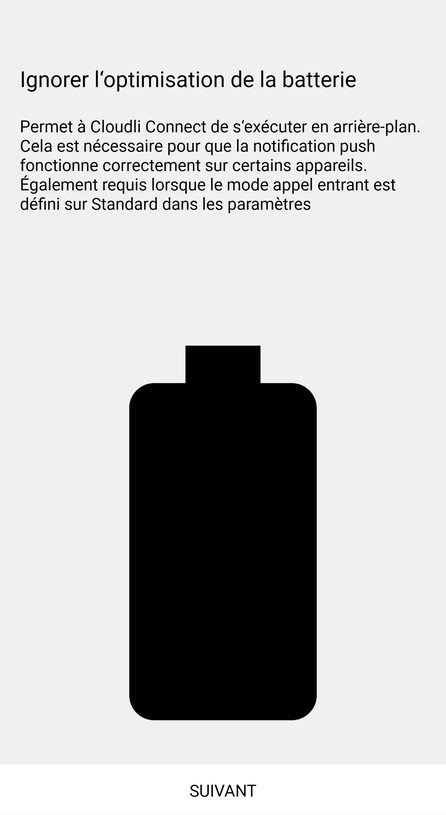 Ignorer l‘optimisation de la batterie
Permet à Cloudli Connect de s‘exécuter en arrière-plan.
Cela est nécessaire pour que la notification push
fonctionne correctement sur certains appareils.
Également requis lorsque le mode appel entrant est
défini sur Standard dans les paramètres
SUIVANT